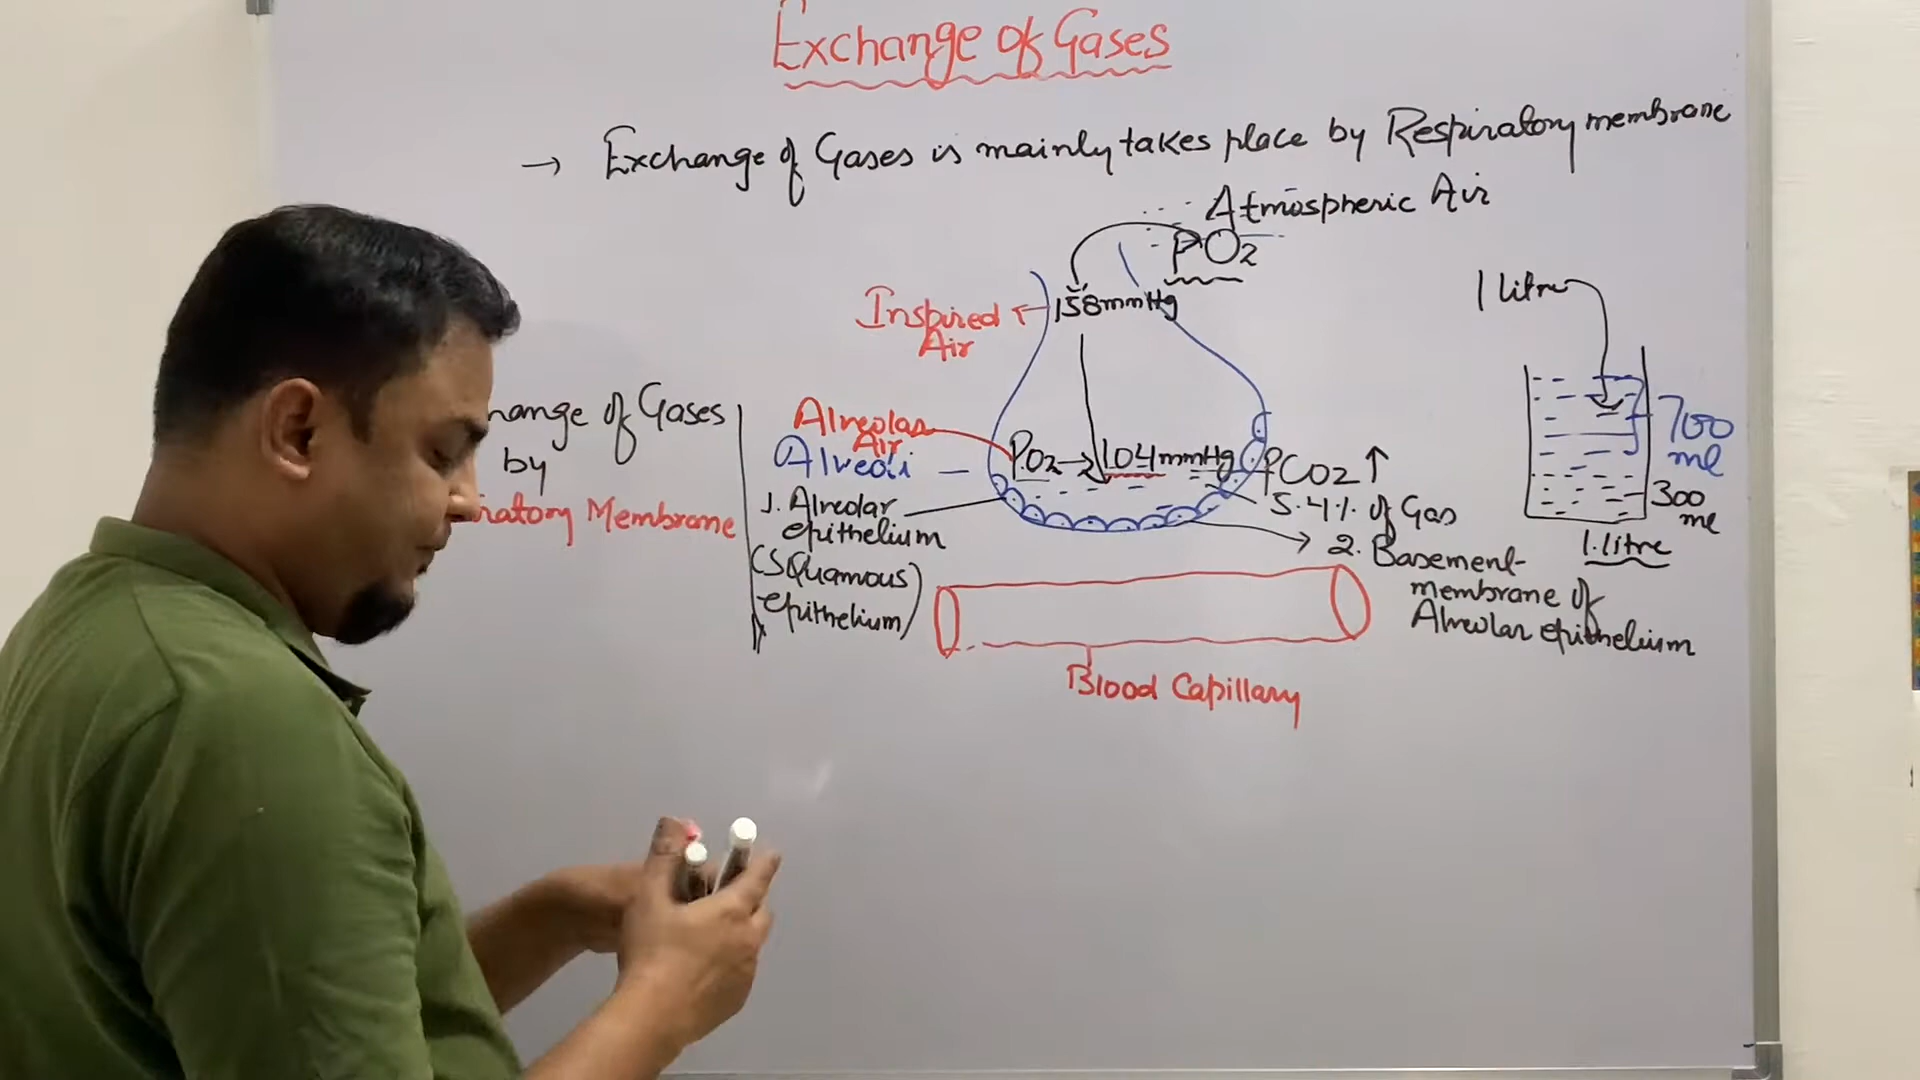 Exchange of Gases
→ Exchange of Gases is mainly takes place by Respiratory membrane
Atmospheric Air
PO2
158mmHg
Inspired
Air
1 litre
hange of Gases
by
iratory Membrane
Alveolar
Air
Alveoli
PO2 → 104mmHg
PCO2 ↑
5.4% of Gas
1. Alveolar
epithelium
(Squamous
epithelium)
2. Basement
membrane of
Alveolar epithelium
700
ml
300
ml
1.litre
Blood Capillary